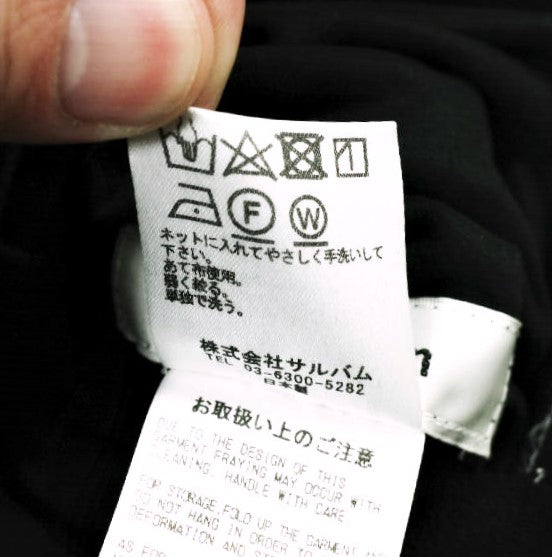 F W
ネットに入れてやさしく手洗いして
下さい。
あて布使用。
弱く絞る。
単独で洗う。
株式会社サルバム
TEL 03-6300-5282
日本製
お取扱い上のご注意
DUE TO THE DESIGN OF THIS
GARMENT FRAYING MAY OCCUR WITH
CLEANING; HANDLE WITH CARE
FOR STORAGE, FOLD UP THE GARMENT
DO NOT HANG IN ORDER TO
DEFORMATION AND
AS FOR
m